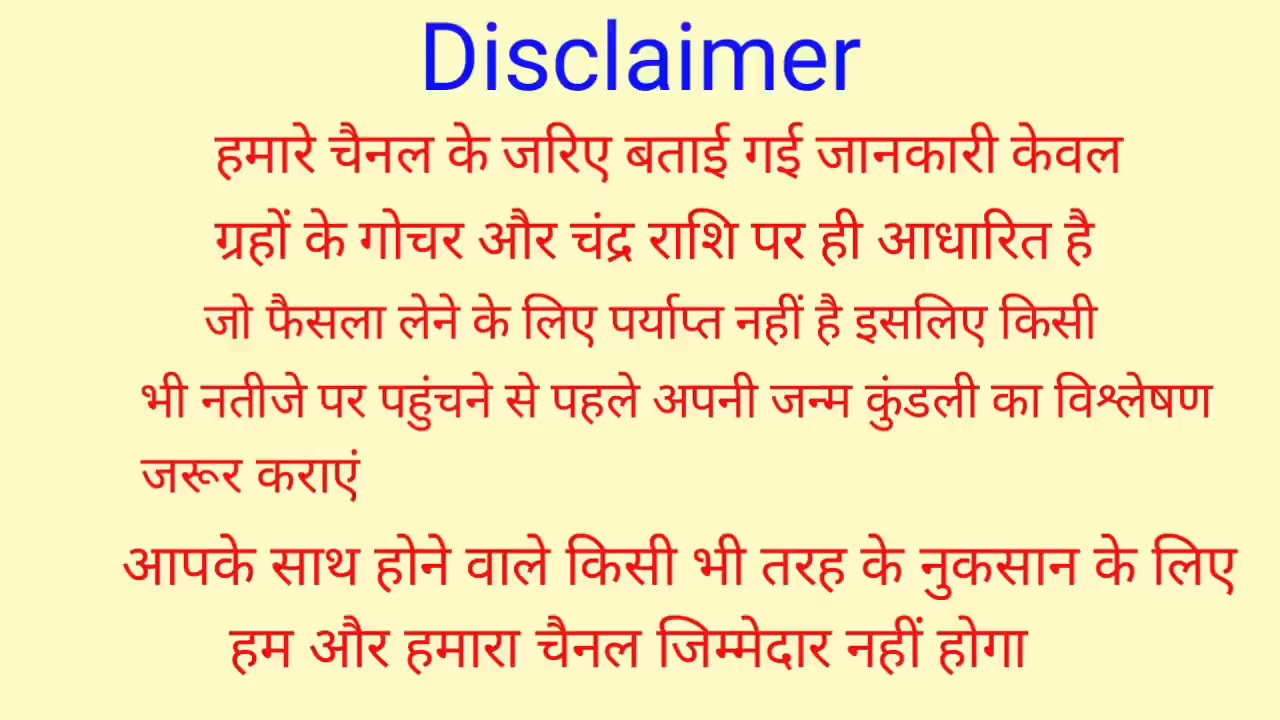 Disclaimer
हमारे चैनल के जरिए बताई गई जानकारी केवल
ग्रहों के गोचर और चंद्र राशि पर ही आधारित है
जो फैसला लेने के लिए पर्याप्त नहीं है इसलिए किसी
भी नतीजे पर पहुंचने से पहले अपनी जन्म कुंडली का विश्लेषण
जरूर कराएं
आपके साथ होने वाले किसी भी तरह के नुकसान के लिए
हम और हमारा चैनल जिम्मेदार नहीं होगा